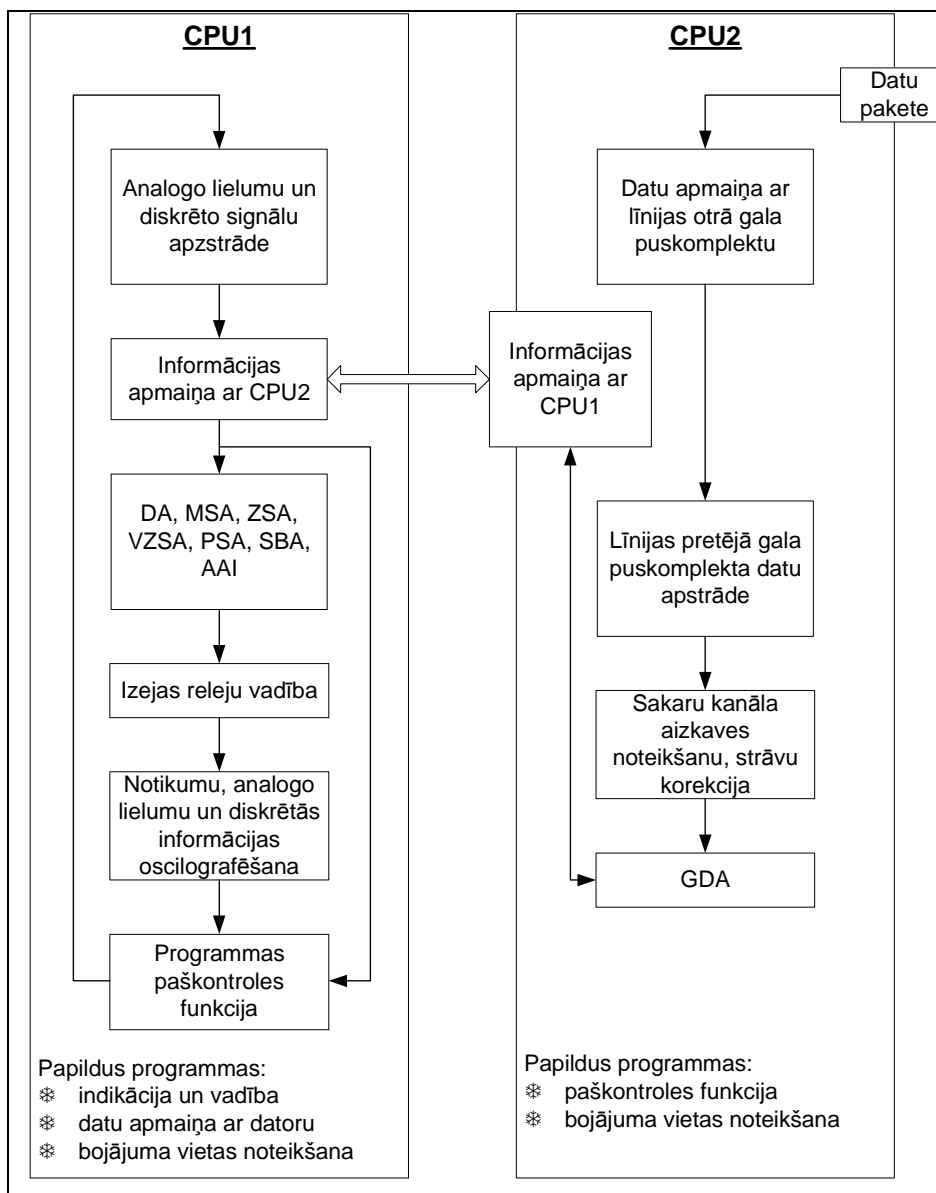 CPU1
Analogo lielumu un
diskrēto signālu
apzstrāde
Informācijas
apmaiņa ar CPU2
DA, MSA, ZSA,
VZSA, PSA, SBA,
AAI
Izejas releju vadība
Notikumu, analogo
lielumu un diskrētās
informācijas
oscilografēšana
Programmas
paškontroles
funkcija
Papildus programmas:
❄ indikācija un vadība
❄ datu apmaiņa ar datoru
❄ bojājuma vietas noteikšana
CPU2
Datu
pakete
Datu apmaiņa ar
līnijas otrā gala
puskomplektu
Informācijas
apmaiņa ar
CPU1
Līnijas pretējā gala
puskomplekta datu
apstrāde
Sakaru kanāla
aizkaves
noteikšanu, strāvu
korekcija
GDA
Papildus programmas:
❄ paškontroles funkcija
❄ bojājuma vietas noteikšana